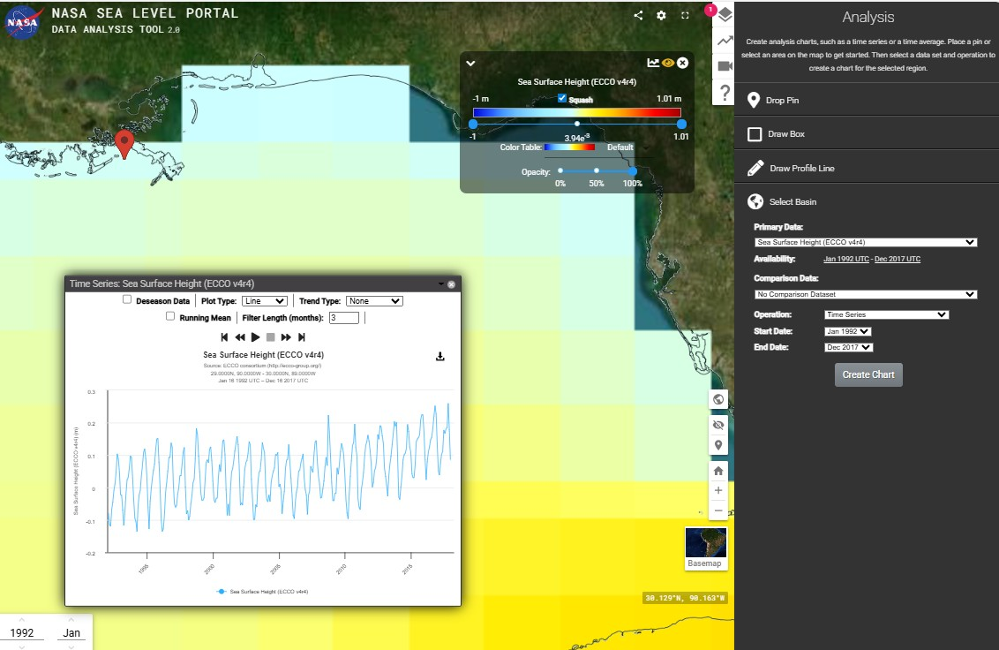 NASA
NASA SEA LEVEL PORTAL
DATA ANALYSIS TOOL 2.0
1
Sea Surface Height (ECCO v4r4)
-1 m
Squash
1.01 m
-1
3.94e-3
1.01
Color Table:
Default
Opacity:
0%
50%
100%
Time Series: Sea Surface Height (ECCO v4r4)
Deseason Data
Plot Type:
Line
Trend Type:
None
Running Mean
Filter Length (months):
3
Sea Surface Height (ECCO v4r4)
Source: ECCO consortium (http://ecco-group.org/)
29.0000N, 90.0000W - 30.0000N, 89.0000W
Jan 16 1992 UTC – Dec 16 2017 UTC
Sea Surface Height (ECCO v4r4) (m)
0.3
0.2
0.1
0
-0.1
-0.2
1995
2000
2005
2010
2015
Sea Surface Height (ECCO v4r4)
1992
Jan
Basemap
30.129°N, 90.163°W
Analysis
Create analysis charts, such as a time series or a time average. Place a pin or
select an area on the map to get started. Then select a data set and operation to
create a chart for the selected region.
Drop Pin
Draw Box
Draw Profile Line
Select Basin
Primary Data:
Sea Surface Height (ECCO v4r4)
Availability:
Jan 1992 UTC - Dec 2017 UTC
Comparison Data:
No Comparison Dataset
Operation:
Time Series
Start Date:
Jan 1992
End Date:
Dec 2017
Create Chart